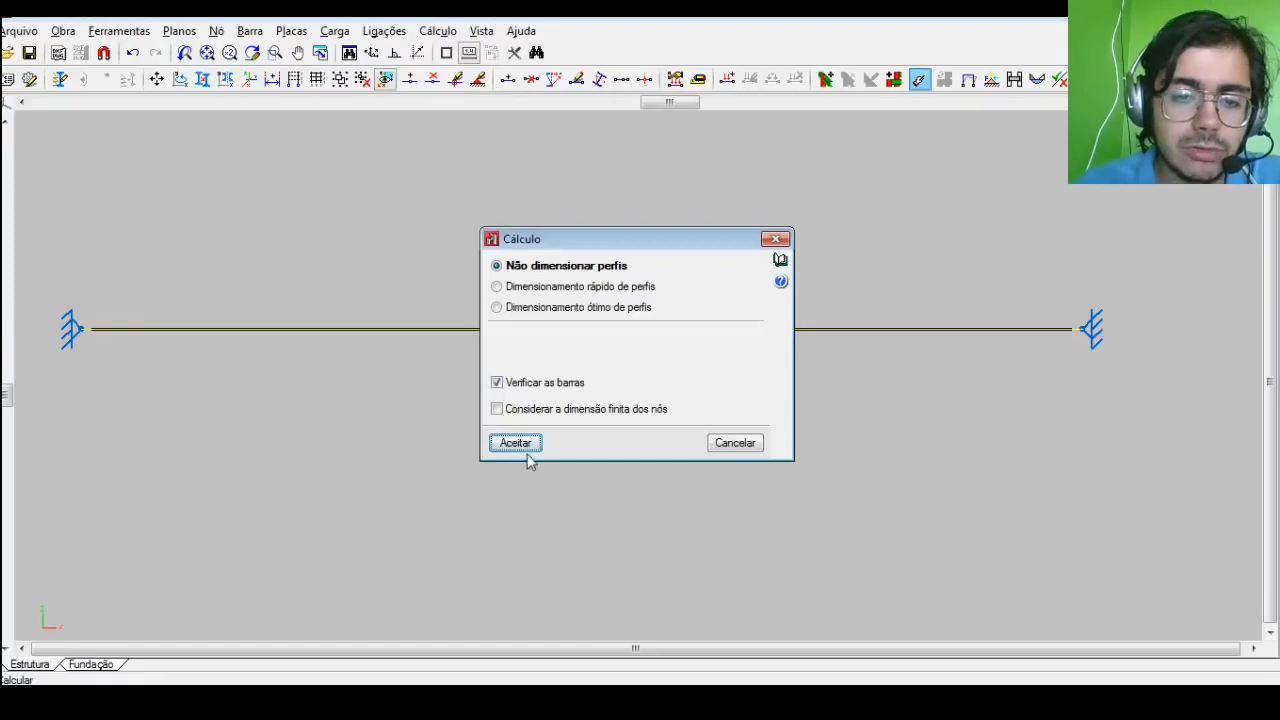 Arquivo Obra Ferramentas Planos Nó Barra Placas Carga Ligações Cálculo Vista Ajuda
Cálculo
Não dimensionar perfis
Dimensionamento rápido de perfis
Dimensionamento ótimo de perfis
Verificar as barras
Considerar a dimensão finita dos nós
Aceitar Cancelar
Estrutura Fundação
Calcular